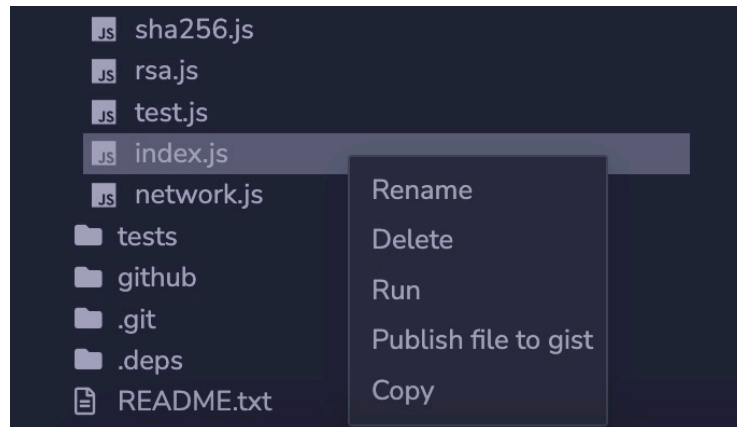 JS sha256.js
JS rsa.js
JS test.js
JS index.js
JS network.js
tests
github
.git
.deps
README.txt
Rename
Delete
Run
Publish file to gist
Copy